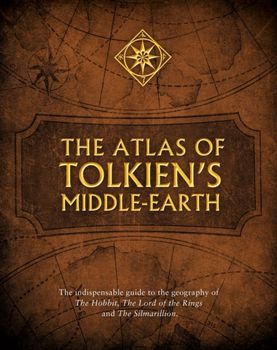 THE ATLAS OF
TOLKIEN'S
MIDDLE-EARTH
The indispensable guide to the geography of
The Hobbit, The Lord of the Rings
and The Silmarillion.